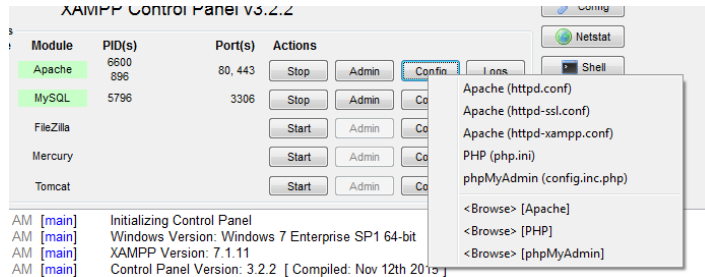 XAMPP Control Panel v3.2.2
Config
Netstat
Module PID(s) Port(s) Actions
Apache 6600 896 80, 443 Stop Admin Config Logs Shell
Apache (httpd.conf)
MySQL 5796 3306 Stop Admin Co
Apache (httpd-ssl.conf)
FileZilla Start Admin Co
Apache (httpd-xampp.conf)
Mercury Start Admin Co
PHP (php.ini)
phpMyAdmin (config.inc.php)
Tomcat Start Admin Co
<Browse> [Apache]
<Browse> [PHP]
<Browse> [phpMyAdmin]
AM [main] Initializing Control Panel
AM [main] Windows Version: Windows 7 Enterprise SP1 64-bit
AM [main] XAMPP Version: 7.1.11
AM [main] Control Panel Version: 3.2.2 [ Compiled: Nov 12th 2015 ]